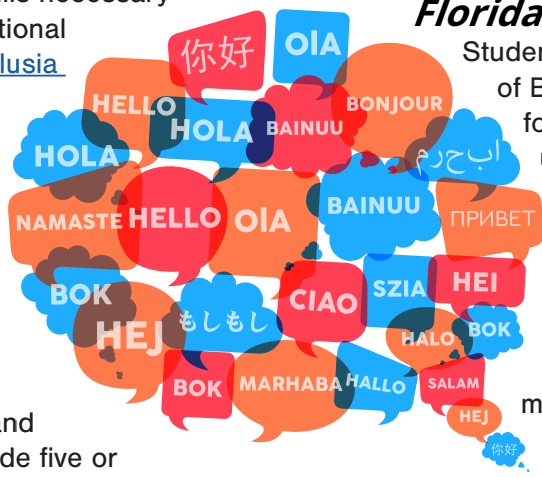 necessary
tional
lusia
Florida
Studen
of B
fo
你好
OlA
HELLO
HOLA
BAINUU
BONJOUR
HOLA
ابحرم
NAMASTE
HELLO
OlA
BAINUU
ПРИВЕТ
BOK
HEJ
もしもし
CIAO
SZIA
HEI
HALO
BOK
BOK
MARHABA
HALLO
SALAM
HEJ
你好
m
and
de five or